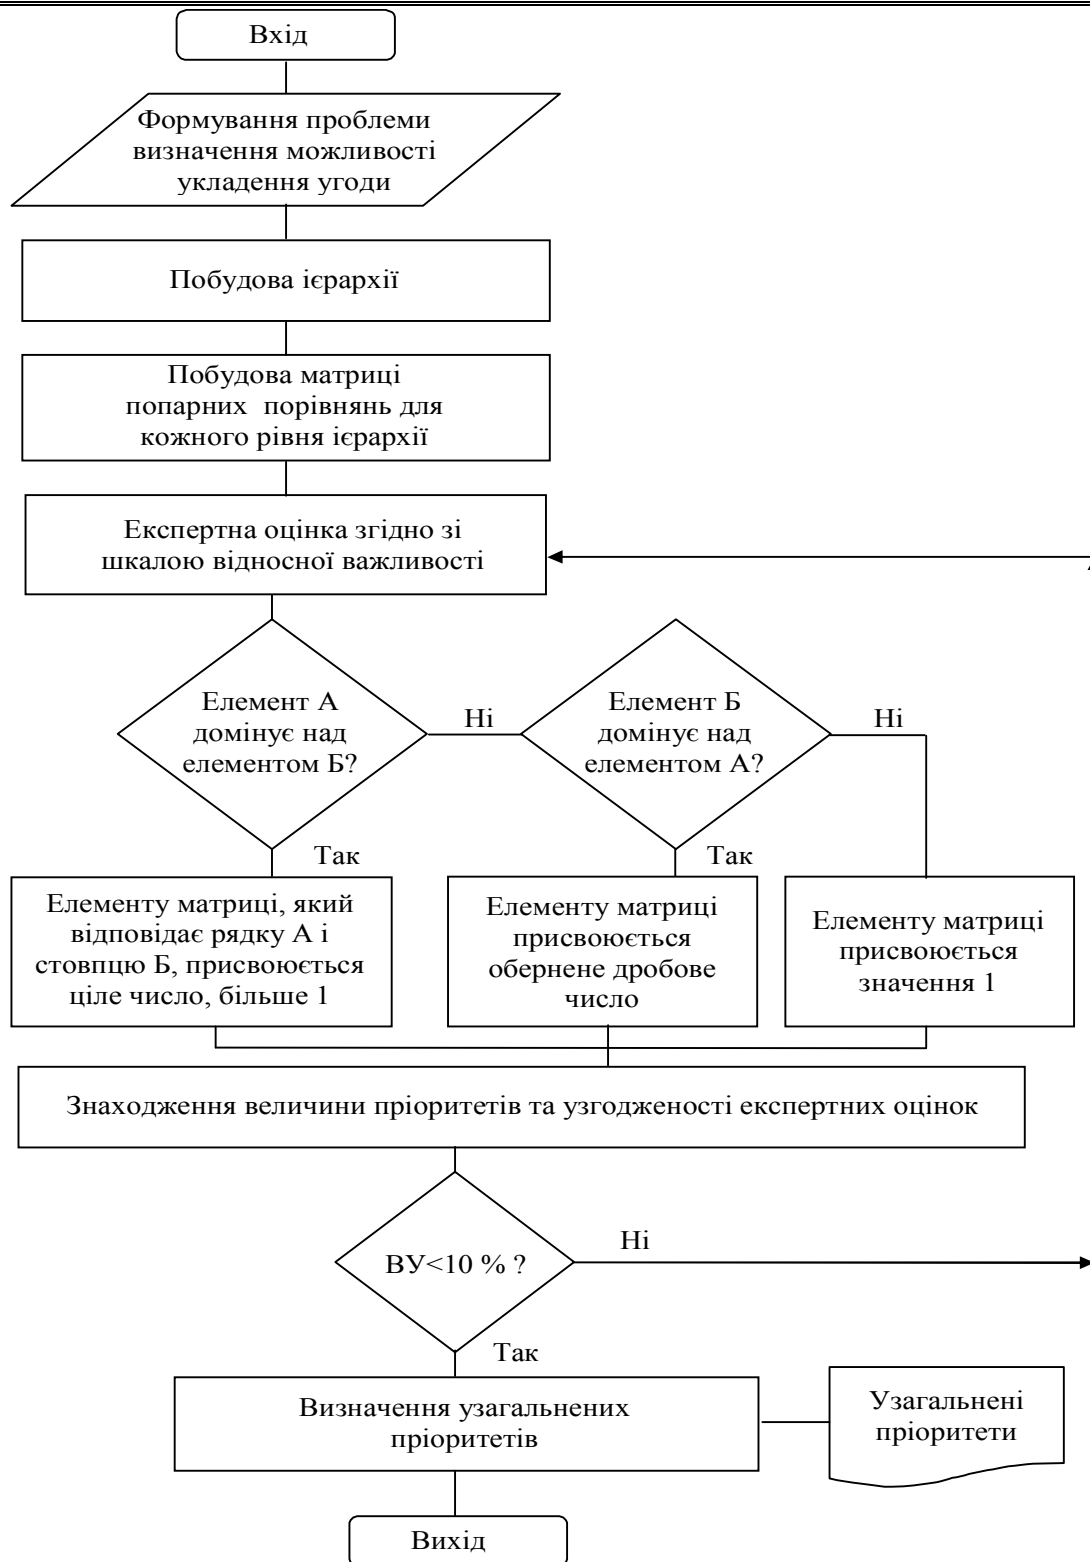 Вхід
Формування проблеми
визначення можливості
укладення угоди
Побудова ієрархії
Побудова матриці
попарних порівнянь для
кожного рівня ієрархії
Експертна оцінка згідно зі
шкалою відносної важливості
Елемент А
домінує над
елементом Б?
Ні
Елемент Б
домінує над
елементом А?
Ні
Так
Так
Елементу матриці, який
відповідає рядку А і
стовпцю Б, присвоюється
ціле число, більше 1
Елементу матриці
присвоюється
обернене дробове
число
Елементу матриці
присвоюється
значення 1
Знаходження величини пріоритетів та узгодженості експертних оцінок
ВУ<10 % ?
Ні
Так
Визначення узагальнених
пріоритетів
Узагальнені
пріоритети
Вихід